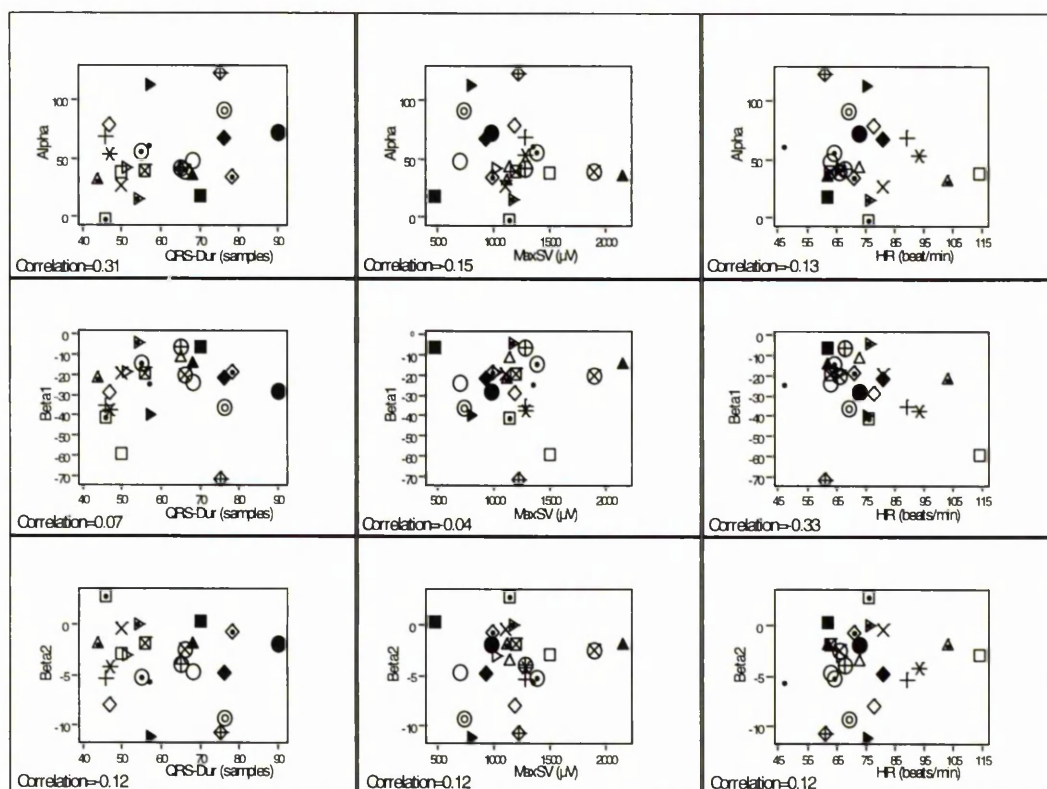 Alpha
100
50
0
40 50 60 70 80 90
QRS-Dur (samples)
Correlation=0.31
Alpha
100
50
0
500 1000 1500 2000
MaxSV (µV)
Correlation=-0.15
Alpha
100
50
0
45 55 65 75 85 95 105 115
HR (beat/min)
Correlation=-0.13
Beta1
0
-10
-20
-30
-40
-50
-60
-70
40 50 60 70 80 90
QRS-Dur (samples)
Correlation=0.07
Beta1
0
-10
-20
-30
-40
-50
-60
-70
500 1000 1500 2000
MaxSV (µV)
Correlation=-0.04
Beta1
0
-10
-20
-30
-40
-50
-60
-70
45 55 65 75 85 95 105 115
HR (beats/min)
Correlation=-0.33
Beta2
0
-5
-10
40 50 60 70 80 90
QRS-Dur (samples)
Correlation=-0.12
Beta2
0
-5
-10
500 1000 1500 2000
MaxSV (µV)
Correlation=0.12
Beta2
0
-5
-10
45 55 65 75 85 95 105 115
HR (beats/min)
Correlation=0.12